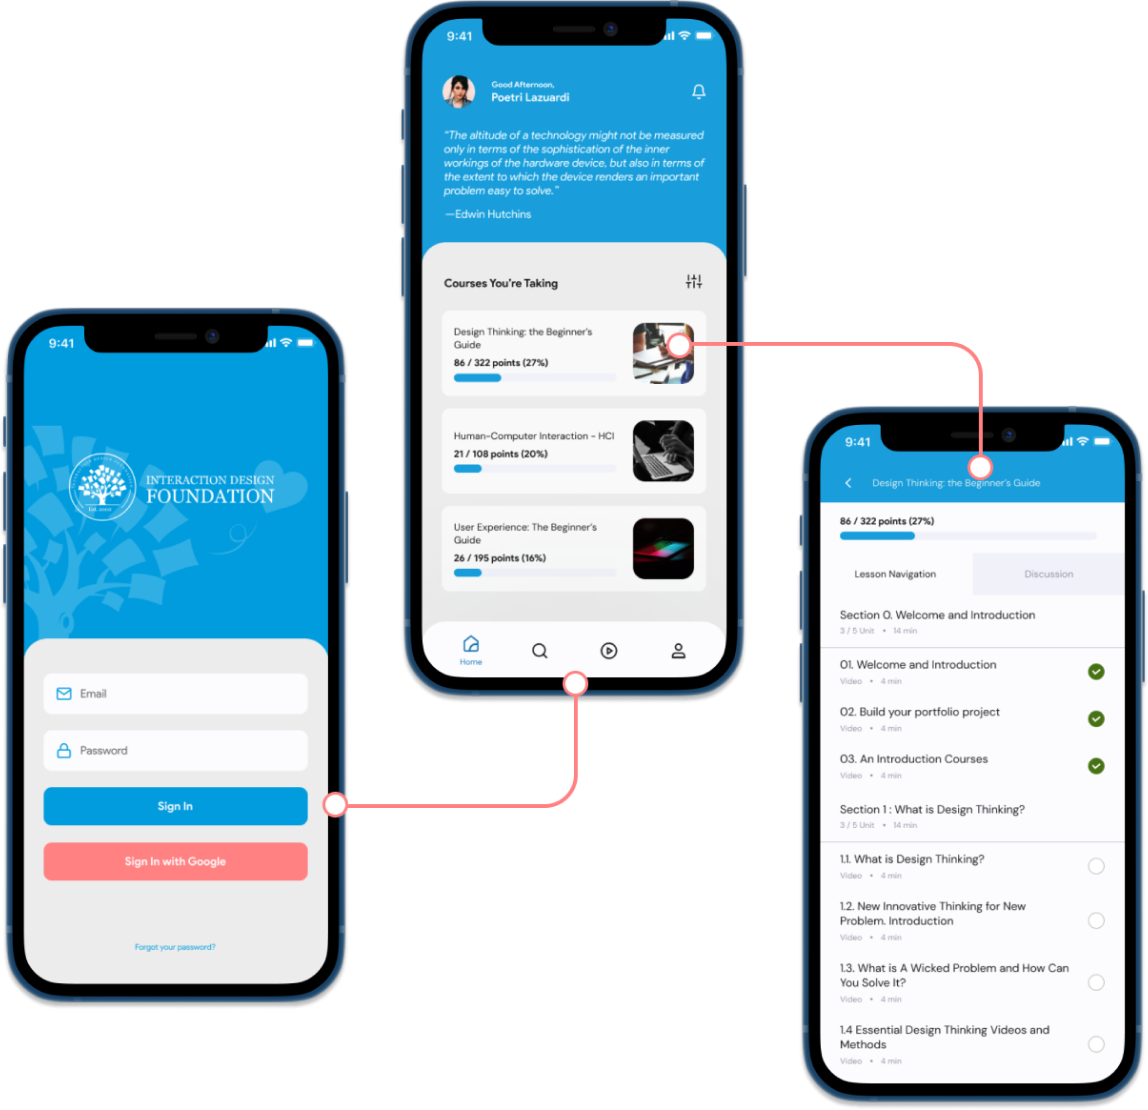 9:41
INTERACTION DESIGN
FOUNDATION
Est. 2002
Email
Password
Sign In
Sign In with Google
Forgot your password?
9:41
Good Afternoon,
Poetri Lazuardi
“The altitude of a technology might not be measured
only in terms of the sophistication of the inner
workings of the hardware device, but also in terms of
the extent to which the device renders an important
problem easy to solve.”
—Edwin Hutchins
Courses You’re Taking
Design Thinking: the Beginner’s
Guide
86 / 322 points (27%)
Human-Computer Interaction - HCI
21 / 108 points (20%)
User Experience: The Beginner’s
Guide
26 / 195 points (16%)
Home
9:41
Design Thinking: the Beginner’s Guide
86 / 322 points (27%)
Lesson Navigation
Discussion
Section 0. Welcome and Introduction
3 / 5 Unit • 14 min
01. Welcome and Introduction
Video • 4 min
02. Build your portfolio project
Video • 4 min
03. An Introduction Courses
Video • 4 min
Section 1 : What is Design Thinking?
3 / 5 Unit • 14 min
1.1. What is Design Thinking?
Video • 4 min
1.2. New Innovative Thinking for New
Problem. Introduction
Video • 4 min
1.3. What is A Wicked Problem and How Can
You Solve It?
Video • 4 min
1.4 Essential Design Thinking Videos and
Methods
Video • 4 min